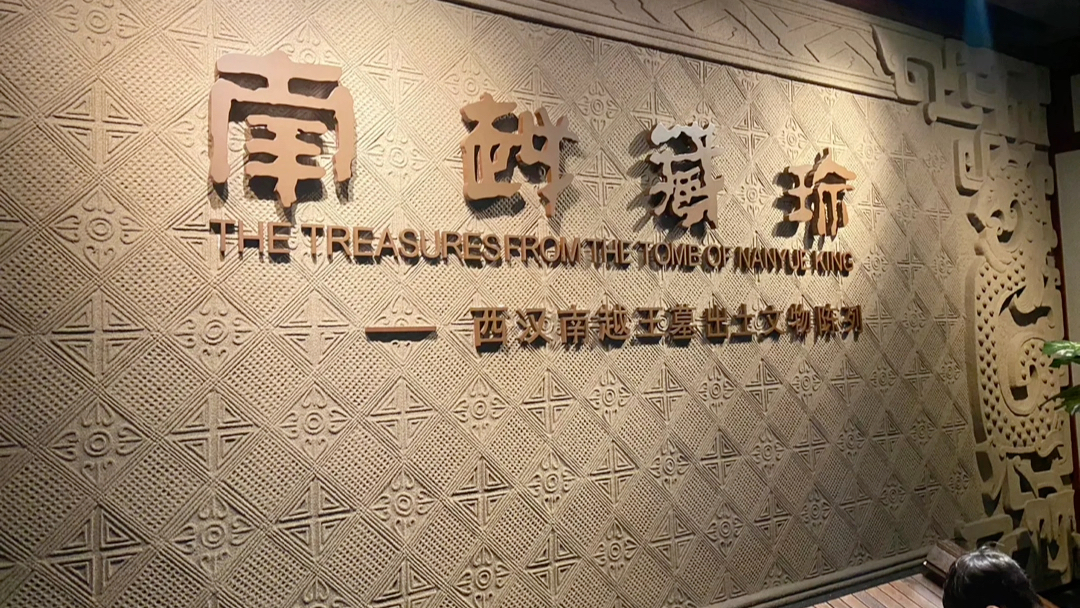 南越藏珍
THE TREASURES FROM THE TOMB OF NANYUE KING
— 西汉南越王墓出土文物陈列